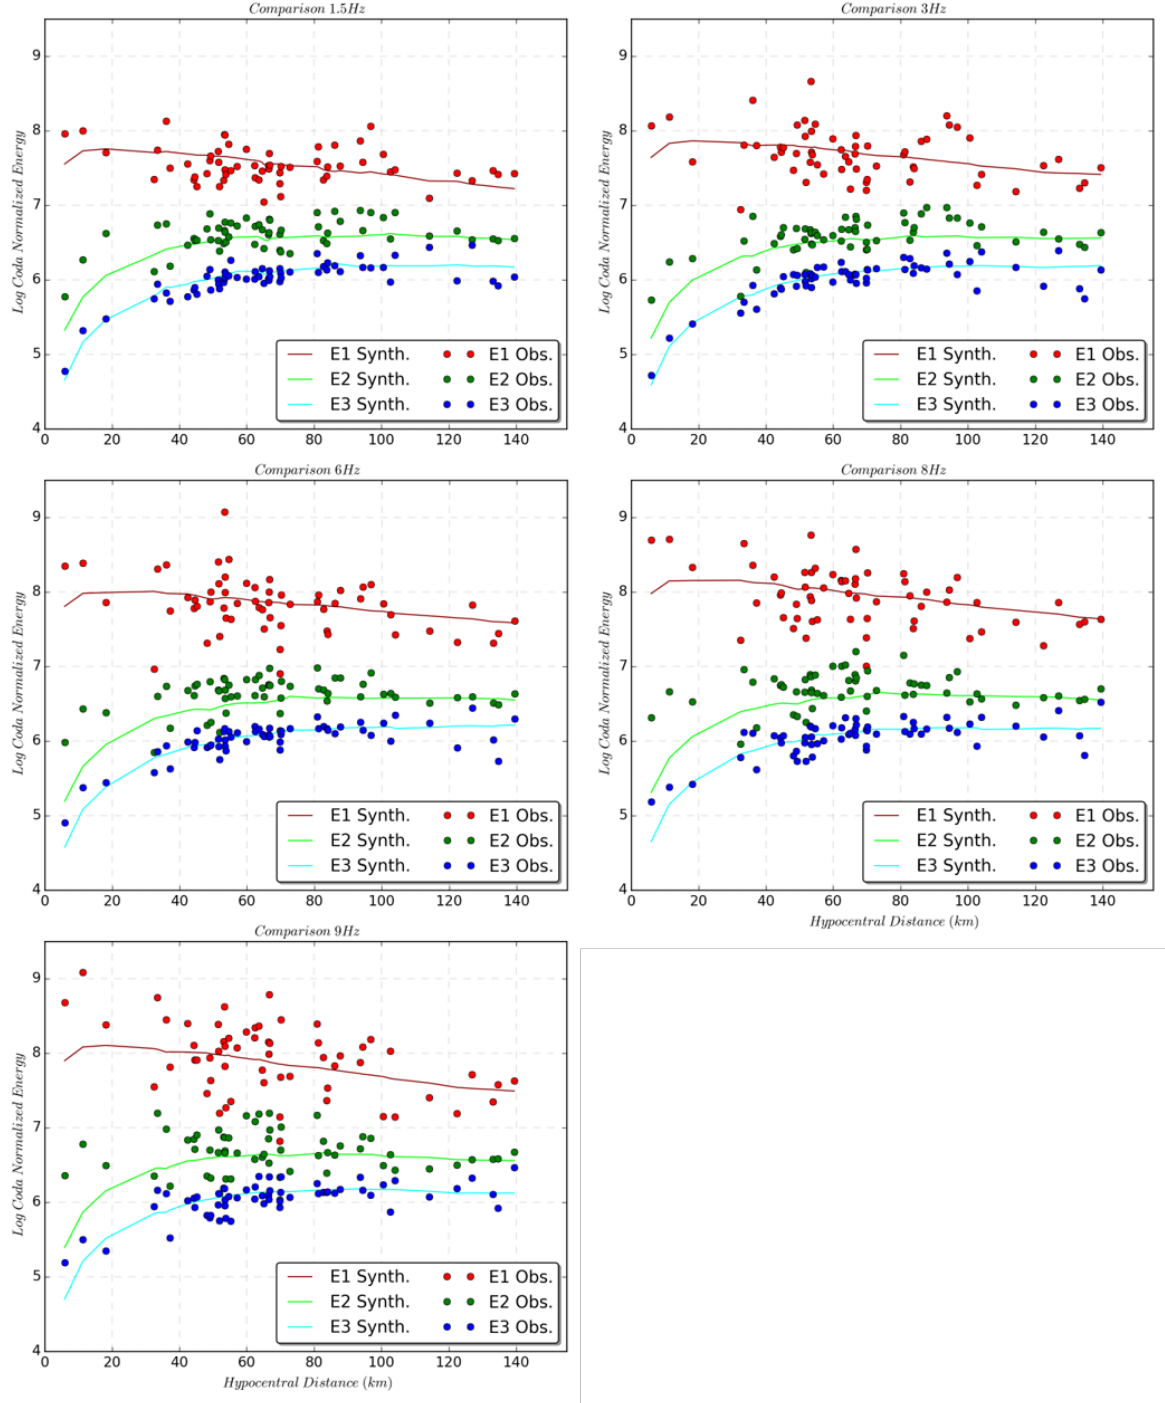 Comparison 1.5Hz
Log Coda Normalized Energy
9
8
7
6
5
4
0 20 40 60 80 100 120 140
E1 Synth. E1 Obs.
E2 Synth. E2 Obs.
E3 Synth. E3 Obs.
Comparison 3Hz
Log Coda Normalized Energy
9
8
7
6
5
4
0 20 40 60 80 100 120 140
E1 Synth. E1 Obs.
E2 Synth. E2 Obs.
E3 Synth. E3 Obs.
Comparison 6Hz
Log Coda Normalized Energy
9
8
7
6
5
4
0 20 40 60 80 100 120 140
E1 Synth. E1 Obs.
E2 Synth. E2 Obs.
E3 Synth. E3 Obs.
Comparison 8Hz
Log Coda Normalized Energy
9
8
7
6
5
4
0 20 40 60 80 100 120 140
Hypocentral Distance (km)
E1 Synth. E1 Obs.
E2 Synth. E2 Obs.
E3 Synth. E3 Obs.
Comparison 9Hz
Log Coda Normalized Energy
9
8
7
6
5
4
0 20 40 60 80 100 120 140
Hypocentral Distance (km)
E1 Synth. E1 Obs.
E2 Synth. E2 Obs.
E3 Synth. E3 Obs.